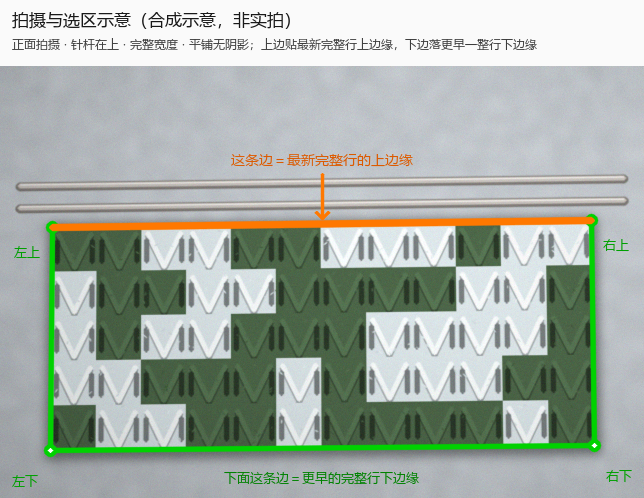 拍摄与选区示意（合成示意，非实拍）
正面拍摄 · 针杆在上 · 完整宽度 · 平铺无阴影；上边贴最新完整行上边缘，下边落更早一整行下边缘
这条边＝最新完整行的上边缘
左上
右上
下面这条边＝更早的完整行下边缘
左下
右下